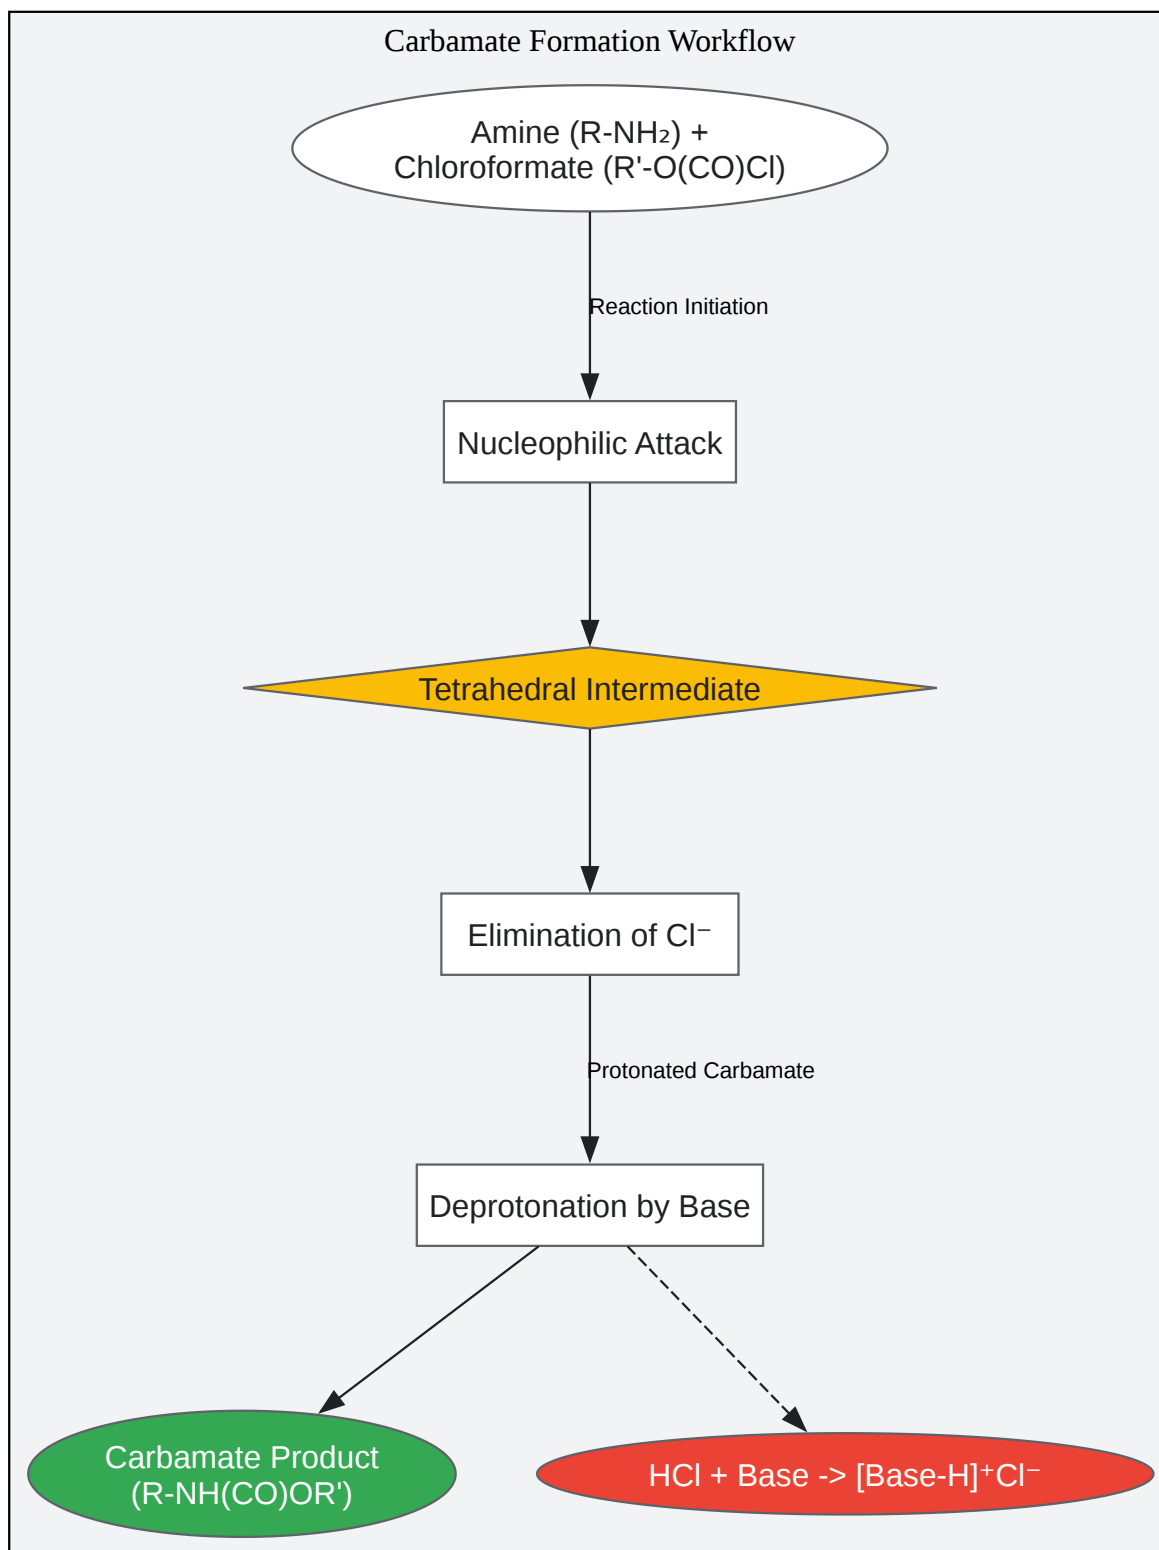 Carbamate Formation Workflow
Amine (R-NH₂) +
Chloroformate (R'-O(CO)Cl)
Reaction Initiation
Nucleophilic Attack
Tetrahedral Intermediate
Elimination of Cl⁻
Protonated Carbamate
Deprotonation by Base
Carbamate Product
(R-NH(CO)OR')
HCl + Base -> [Base-H]⁺Cl⁻